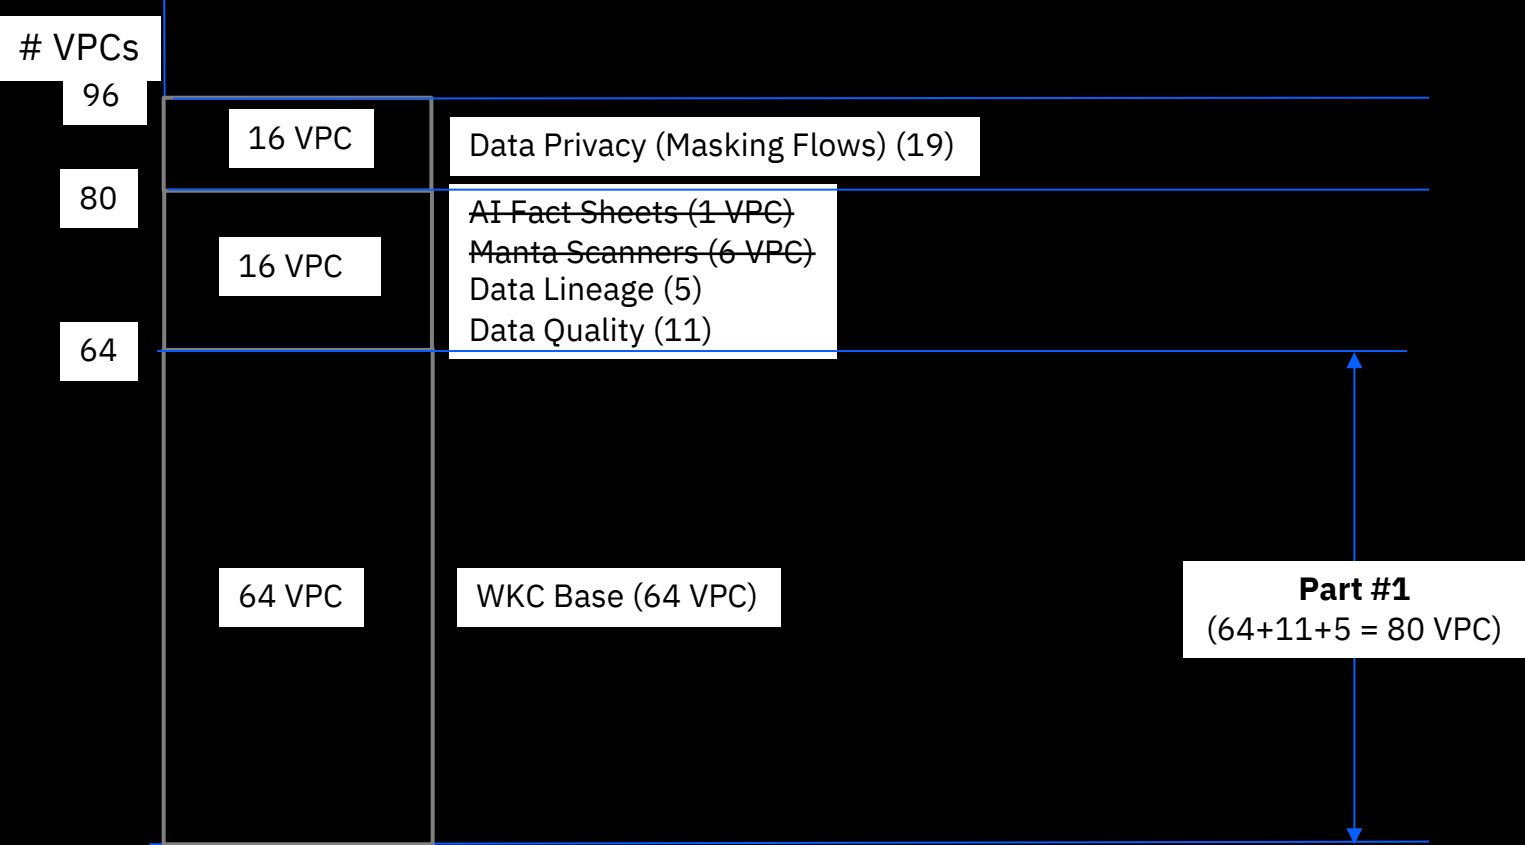 # VPCs
96
16 VPC
Data Privacy (Masking Flows) (19)
80
AI Fact Sheets (1 VPC)
Manta Scanners (6 VPC)
16 VPC
Data Lineage (5)
Data Quality (11)
64
64 VPC
WKC Base (64 VPC)
Part #1
(64+11+5 = 80 VPC)